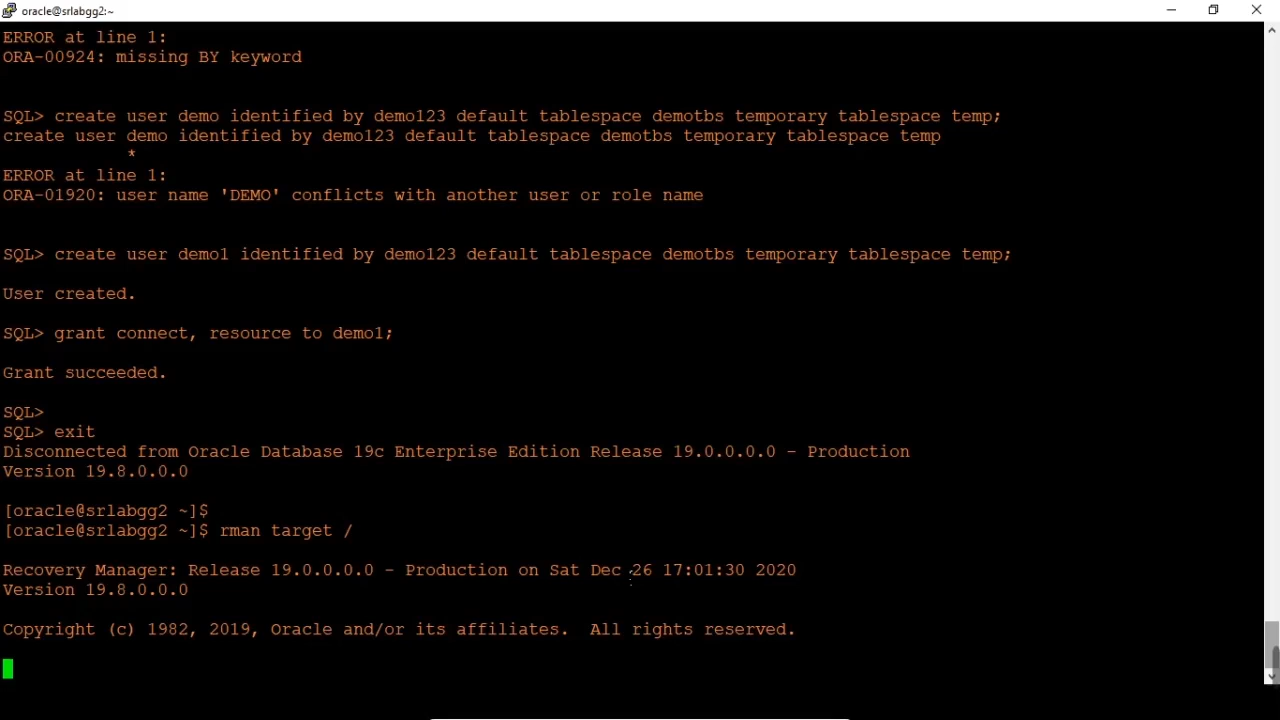 oracle@srlabgg2:~
ERROR at line 1:
ORA-00924: missing BY keyword
SQL> create user demo identified by demo123 default tablespace demotbs temporary tablespace temp;
create user demo identified by demo123 default tablespace demotbs temporary tablespace temp
*
ERROR at line 1:
ORA-01920: user name 'DEMO' conflicts with another user or role name
SQL> create user demo1 identified by demo123 default tablespace demotbs temporary tablespace temp;
User created.
SQL> grant connect, resource to demo1;
Grant succeeded.
SQL>
SQL> exit
Disconnected from Oracle Database 19c Enterprise Edition Release 19.0.0.0.0 - Production
Version 19.8.0.0.0
[oracle@srlabgg2 ~]$
[oracle@srlabgg2 ~]$ rman target /
Recovery Manager: Release 19.0.0.0.0 - Production on Sat Dec 26 17:01:30 2020
Version 19.8.0.0.0
Copyright (c) 1982, 2019, Oracle and/or its affiliates.  All rights reserved.